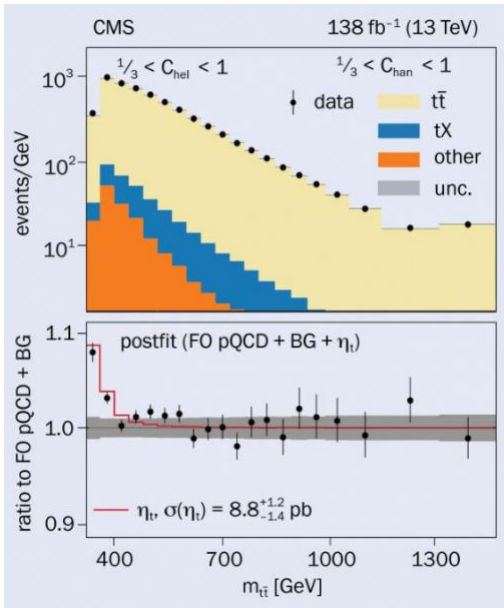 CMS 138 fb⁻¹ (13 TeV)
⅓ < C_hel < 1 ⅓ < C_han < 1
data
tt̄
tX
other
unc.
events/GeV
10³
10²
10¹
postfit (FO pQCD + BG + η_t)
ratio to FO pQCD + BG
1.10
1.0
0.9
η_t, σ(η_t) = 8.8 +1.2 −1.4 pb
400 700 1000 1300
m_tt̄ [GeV]